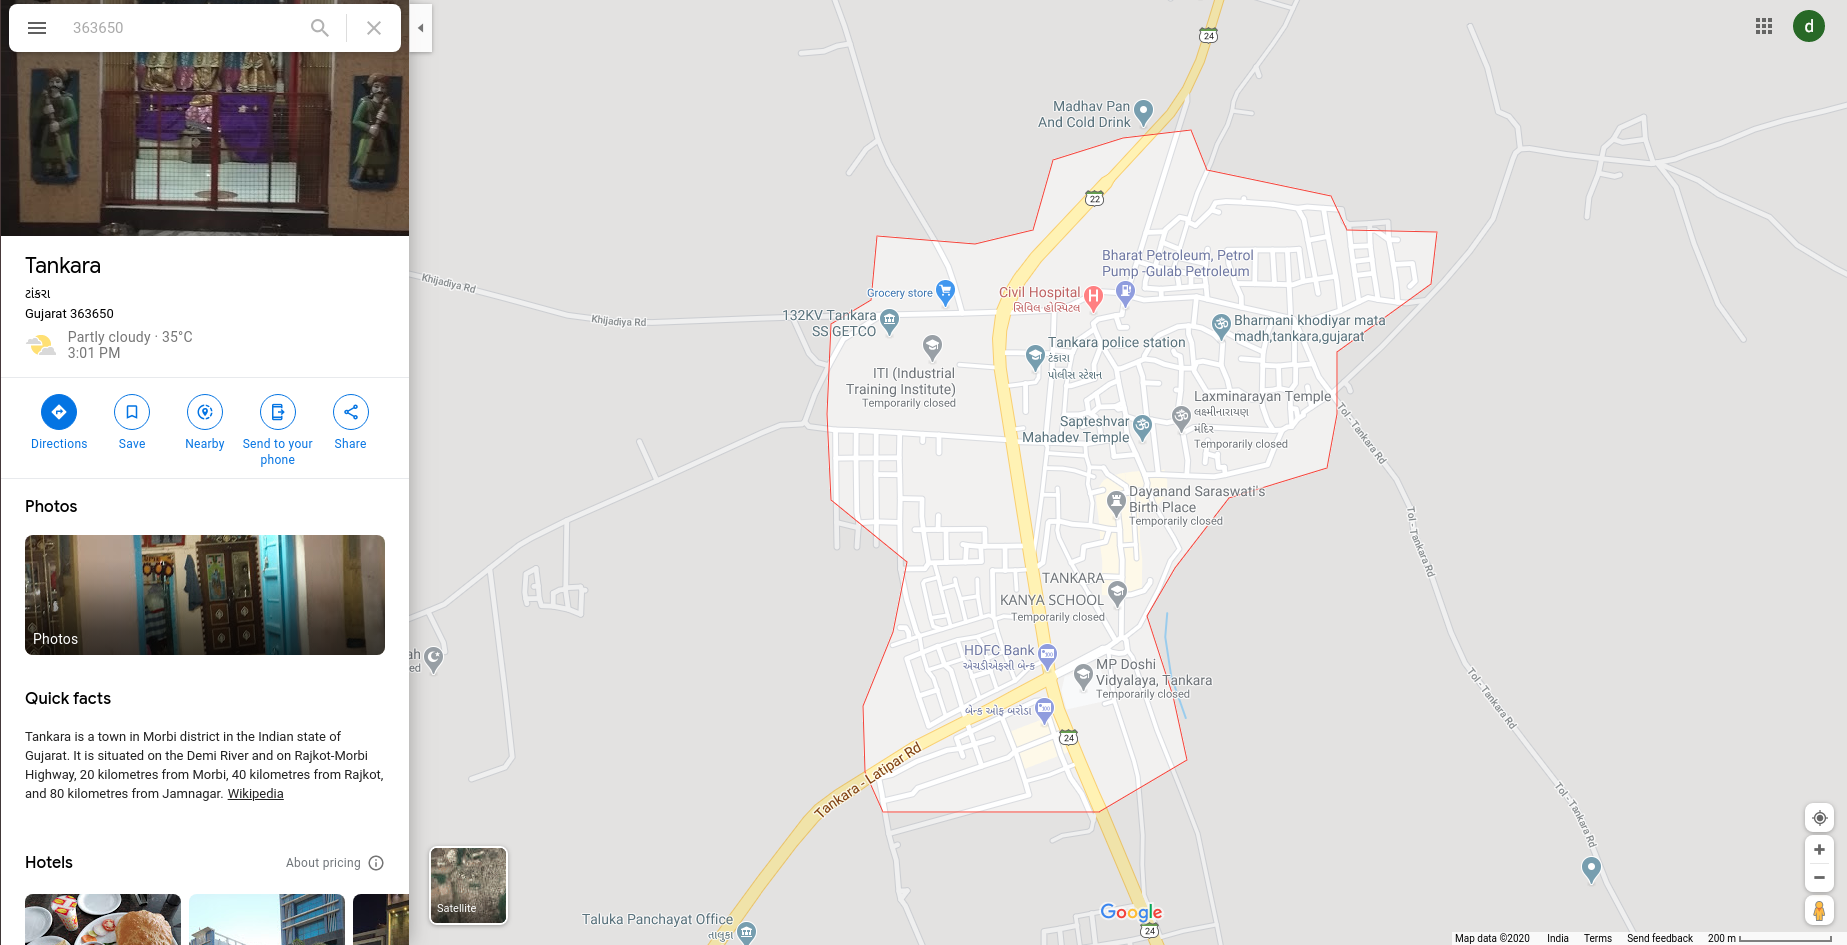 363650
Tankara
ટંકારા
Gujarat 363650
Partly cloudy · 35°C
3:01 PM
Directions
Save
Nearby
Send to your
phone
Share
Photos
Photos
Quick facts
Tankara is a town in Morbi district in the Indian state of
Gujarat. It is situated on the Demi River and on Rajkot-Morbi
Highway, 20 kilometres from Morbi, 40 kilometres from Rajkot,
and 80 kilometres from Jamnagar. Wikipedia
Hotels
About pricing
d
24
Madhav Pan
And Cold Drink
22
Bharat Petroleum, Petrol
Pump -Gulab Petroleum
Khijadiya Rd
Grocery store
Civil Hospital
સિવિલ હોસ્પિટલ
Khijadiya Rd
132KV Tankara
SS GETCO
Bharmani khodiyar mata
madh,tankara,gujarat
Tankara police station
ટંકારા
પોલીસ સ્ટેશન
ITI (Industrial
Training Institute)
Temporarily closed
Laxminarayan Temple
લક્ષ્મીનારાયણ
મંદિર
Temporarily closed
Sapteshvar
Mahadev Temple
Tol - Tankara Rd
Dayanand Saraswati's
Birth Place
Temporarily closed
Tol - Tankara Rd
TANKARA
KANYA SCHOOL
Temporarily closed
ah
ed
HDFC Bank
એચડીએફસી બેન્ક
MP Doshi
Vidyalaya, Tankara
Temporarily closed
Tol - Tankara Rd
બેન્ક ઓફ બરોડા
24
Tankara - Latipar Rd
Tol - Tankara Rd
Satellite
Taluka Panchayat Office
તાલુકા
Google
24
Map data ©2020
India
Terms
Send feedback
200 m